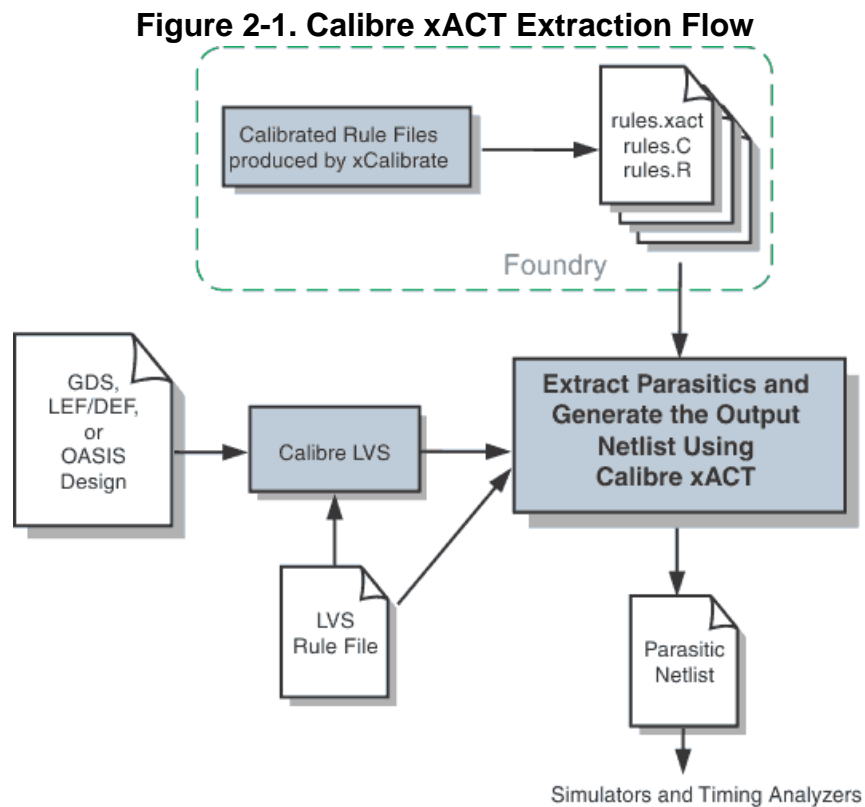 Figure 2-1. Calibre xACT Extraction Flow
Calibrated Rule Files
produced by xCalibrate
rules.xact
rules.C
rules.R
Foundry
GDS,
LEF/DEF,
or
OASIS
Design
Calibre LVS
Extract Parasitics and
Generate the Output
Netlist Using
Calibre xACT
LVS
Rule File
Parasitic
Netlist
Simulators and Timing Analyzers